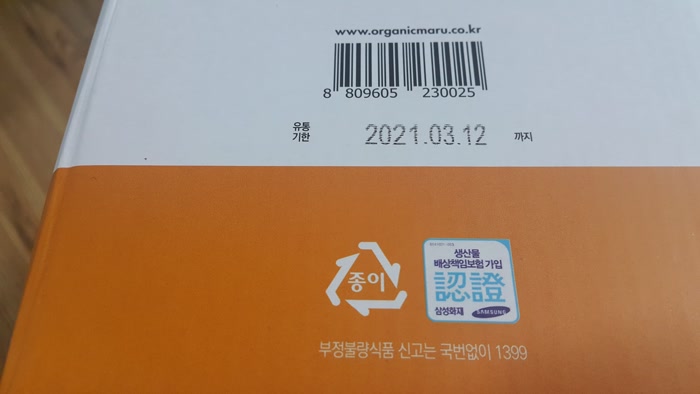 www.organicmaru.co.kr
8 809605 230025
유통
기한
2021.03.12 까지
종이
생산물
배상책임보험 가입
認證
삼성화재 SAMSUNG
부정불량식품 신고는 국번없이 1399